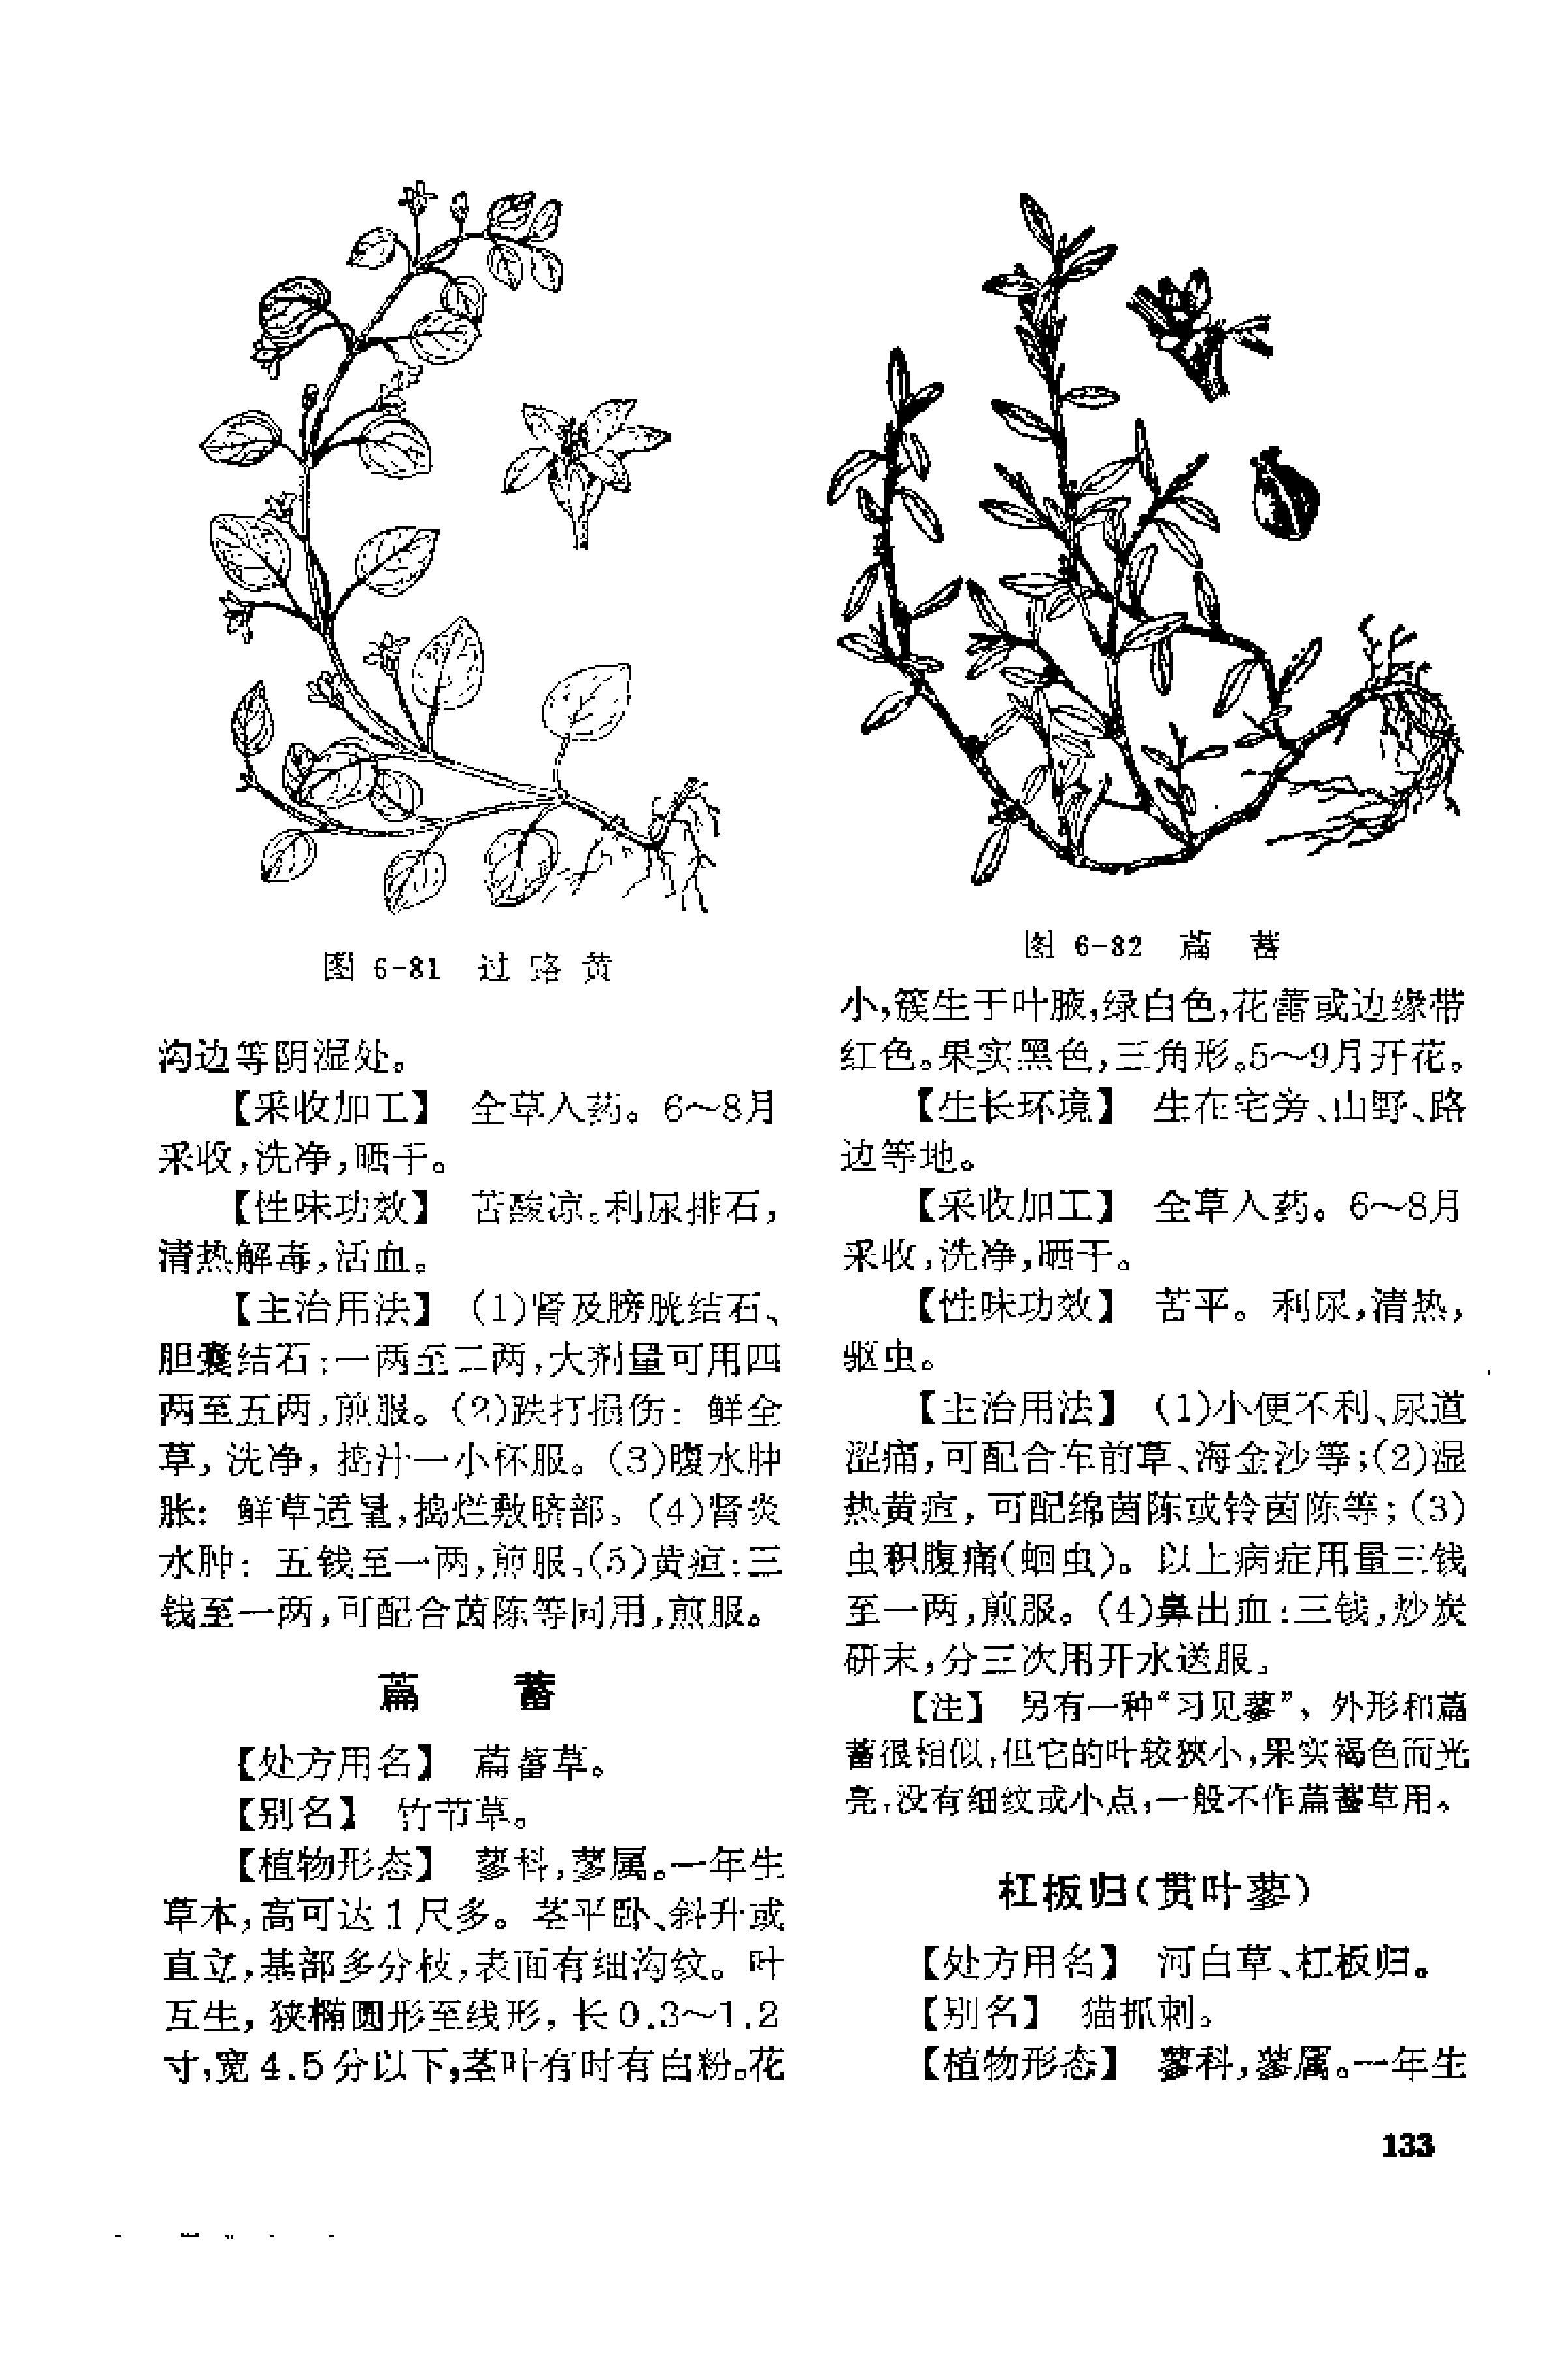 图 6-81 过路黄
沟边等阴湿处。
【采收加工】 全草入药。6～8月
采收,洗净,晒干。
【性味功效】 苦酸凉。利尿排石,
清热解毒,活血。
【主治用法】 (1)肾及膀胱结石、
胆囊结石:一两至二两,大剂量可用四
两至五两,煎服。(2)跌打损伤: 鲜全
草, 洗净, 捣汁一小杯服。(3)腹水肿
胀: 鲜草适量,捣烂敷脐部。(4)肾炎
水肿: 五钱至一两,煎服。(5)黄疸:三
钱至一两,可配合茵陈等同用,煎服。
萹 蓄
【处方用名】 萹蓄草。
【别名】 竹节草。
【植物形态】 蓼科,蓼属。一年生
草本,高可达1尺多。茎平卧、斜升或
直立,基部多分枝,表面有细沟纹。叶
互生, 狭椭圆形至线形, 长0.3～1.2
寸,宽4.5分以下,茎叶有时有白粉。花
图 6-82 萹 蓄
小,簇生于叶腋,绿白色,花蕾或边缘带
红色。果实黑色,三角形。5～9月开花。
【生长环境】 生在宅旁、山野、路
边等地。
【采收加工】 全草入药。6～8月
采收,洗净,晒干。
【性味功效】 苦平。利尿,清热,
驱虫。
【主治用法】 (1)小便不利、尿道
涩痛,可配合车前草、海金沙等;(2)湿
热黄疸, 可配绵茵陈或铃茵陈等; (3)
虫积腹痛(蛔虫)。以上病症用量三钱
至一两,煎服。(4)鼻出血:三钱,炒炭
研末,分三次用开水送服。
【注】 另有一种“习见蓼”, 外形和萹
蓄很相似,但它的叶较狭小,果实褐色而光
亮,没有细纹或小点,一般不作萹蓄草用。
杠板归(贯叶蓼)
【处方用名】 河白草、杠板归。
【别名】 猫抓刺。
【植物形态】 蓼科,蓼属。一年生
133